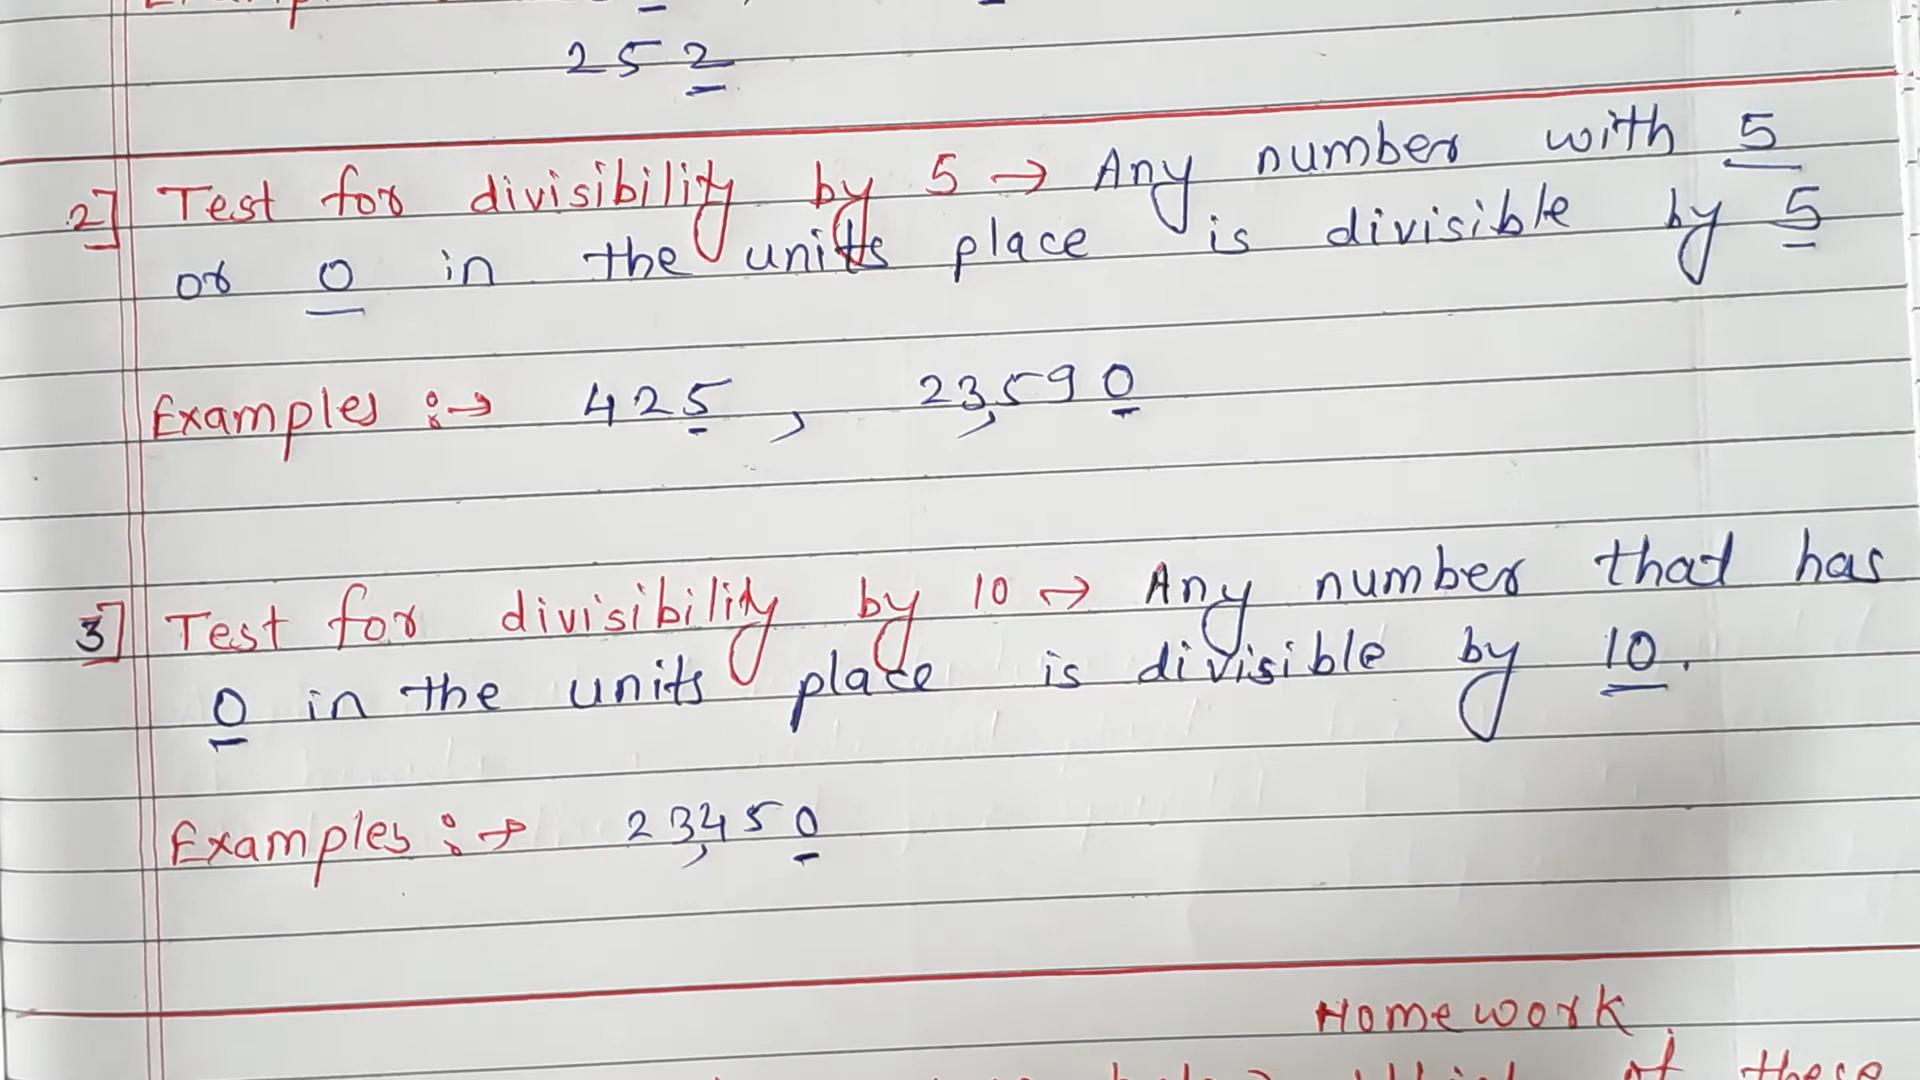 252
2] Test for divisibility by 5 → Any number with 5
or 0 in the units place is divisible by 5
Examples :→ 425 , 23,590
3] Test for divisibility by 10 → Any number that has
0 in the units place is divisible by 10.
Examples :→ 23,450
Homework
of these